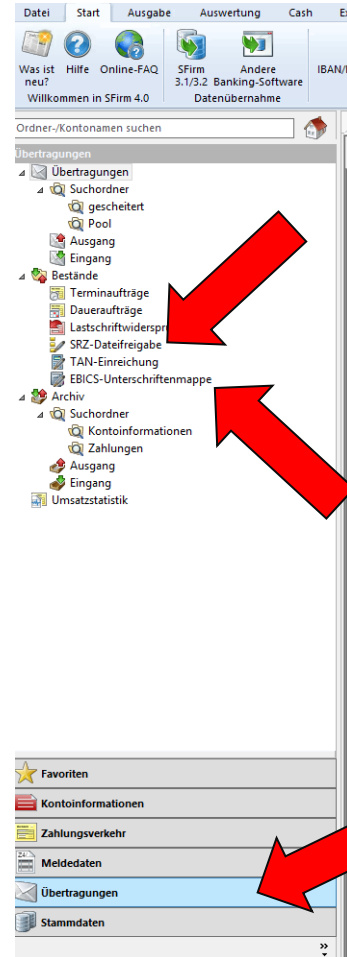 Datei Start Ausgabe Auswertung Cash
Was ist neu? Hilfe Online-FAQ SFirm 3.1/3.2 Andere Banking-Software IBAN/
Willkommen in SFirm 4.0 Datenübernahme
Ordner-/Kontonamen suchen
Übertragungen
Übertragungen
Suchordner
gescheitert
Pool
Ausgang
Eingang
Bestände
Terminaufträge
Daueraufträge
Lastschriftwiderspr
SRZ-Dateifreigabe
TAN-Einreichung
EBICS-Unterschriftenmappe
Archiv
Suchordner
Kontoinformationen
Zahlungen
Ausgang
Eingang
Umsatzstatistik
Favoriten
Kontoinformationen
Zahlungsverkehr
Meldedaten
Übertragungen
Stammdaten